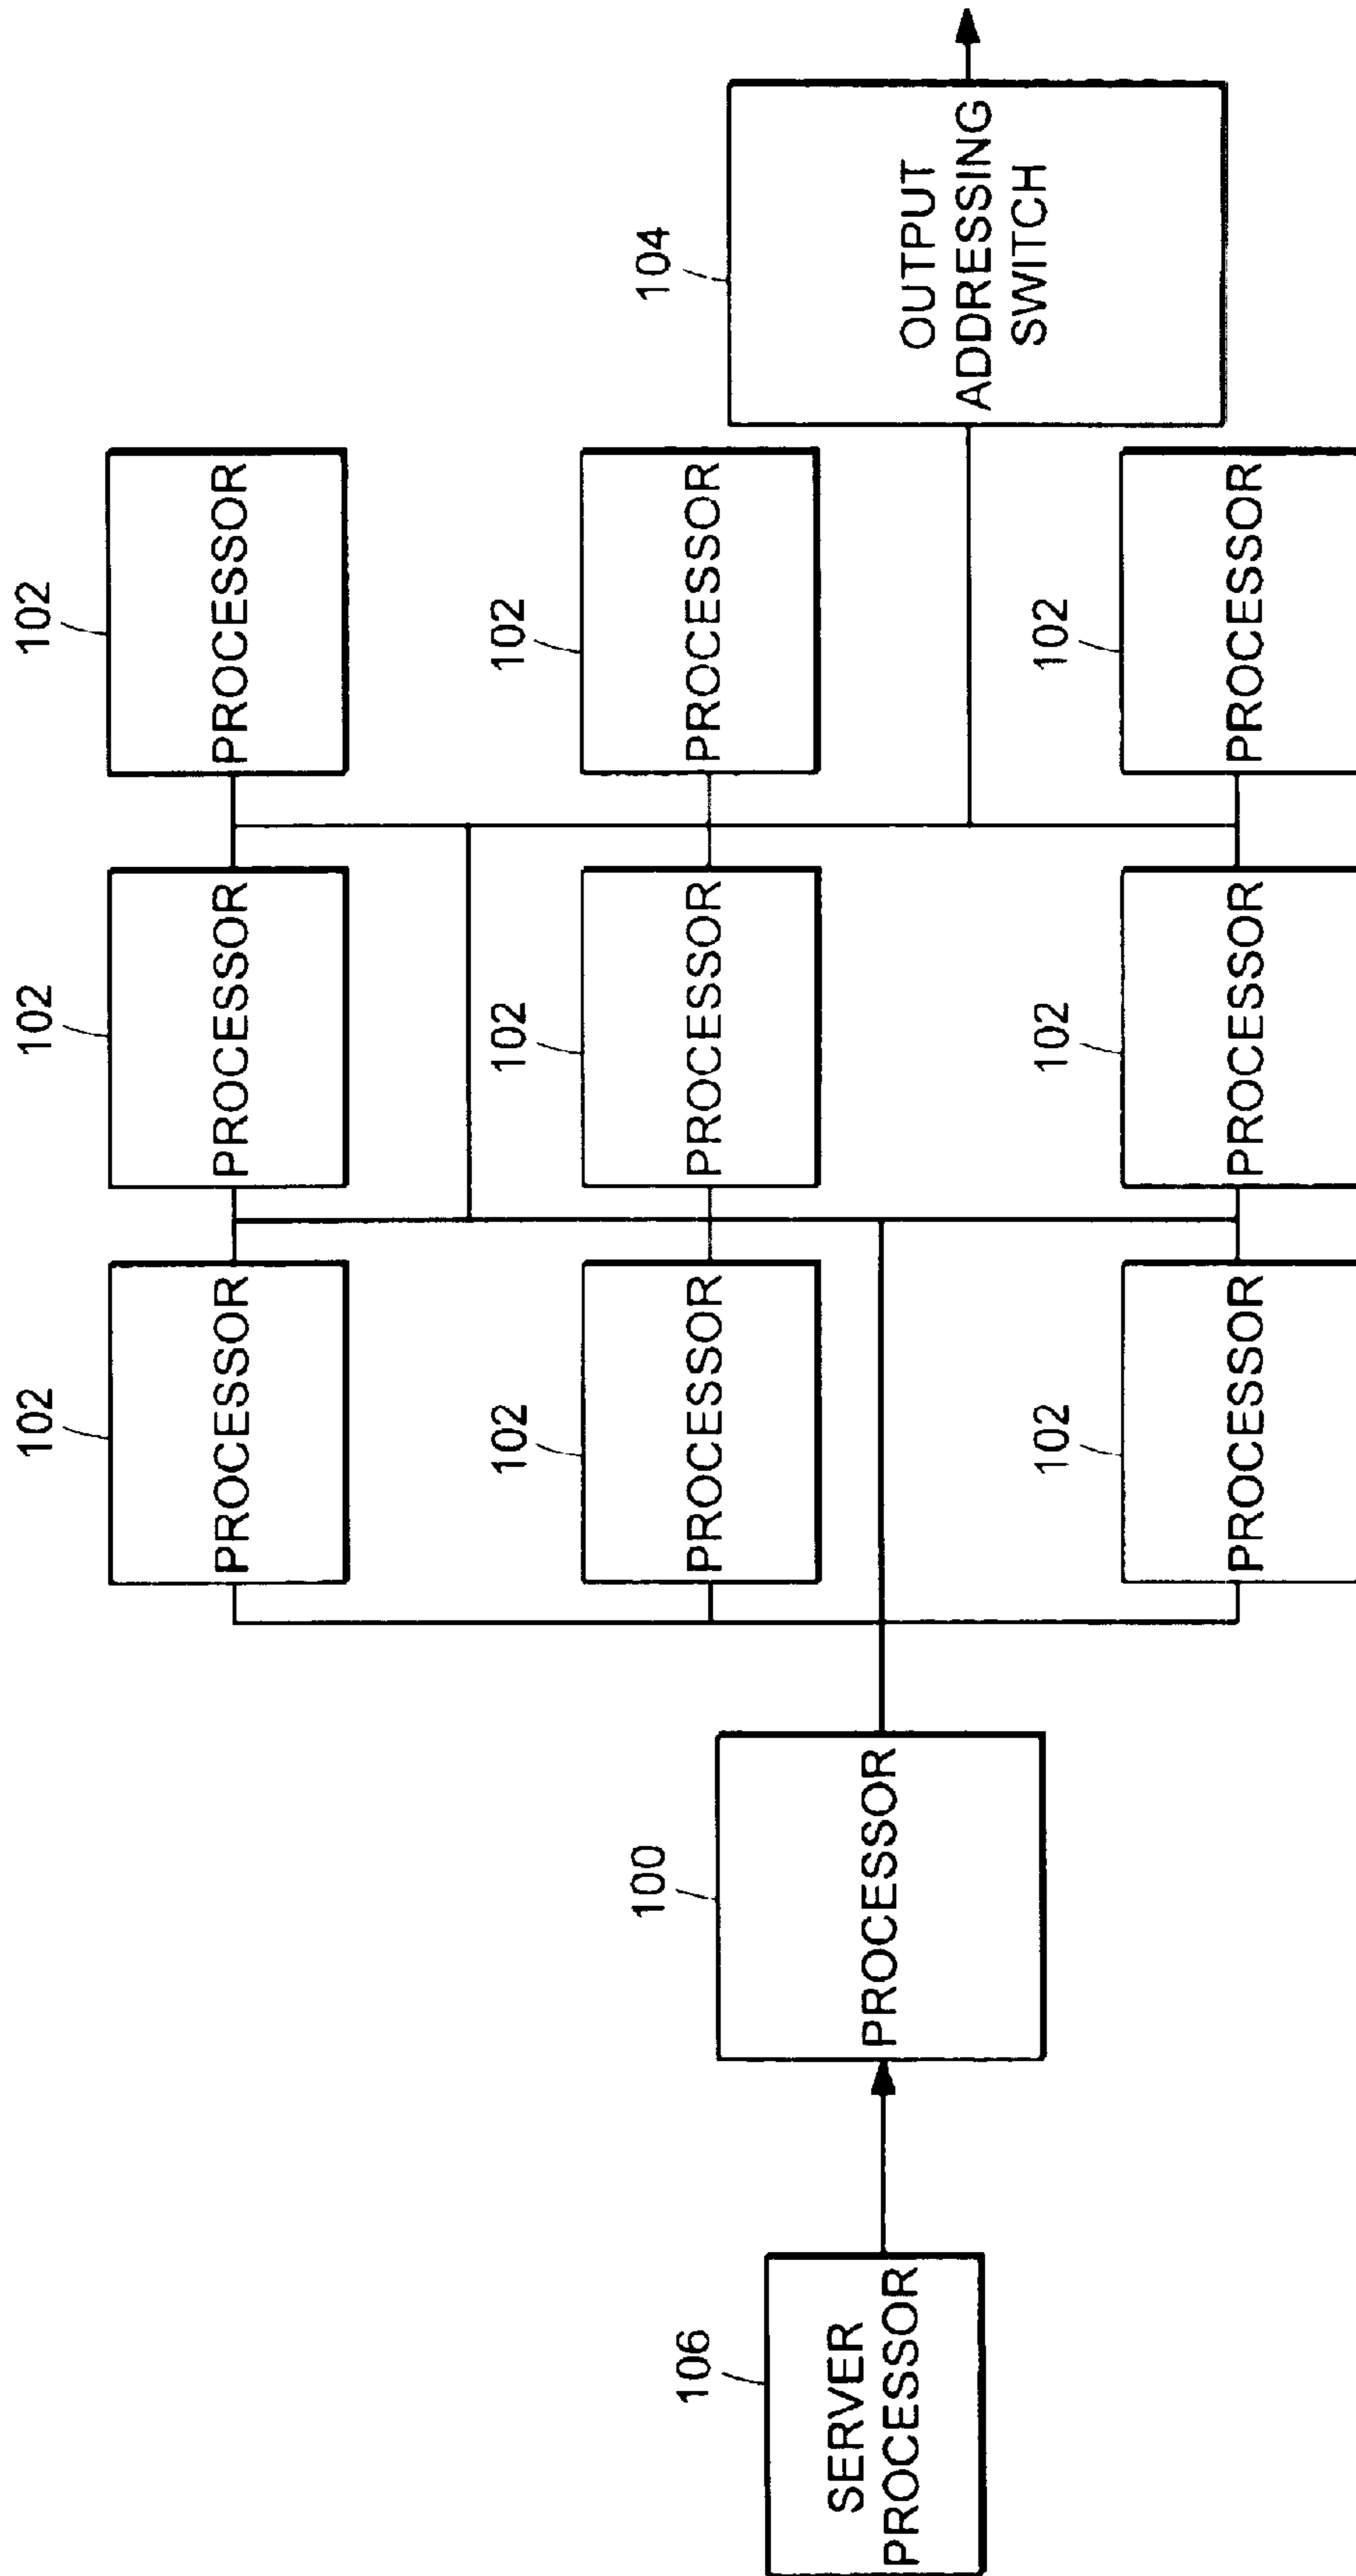 102
102
102
PROCESSOR
PROCESSOR
PROCESSOR
102
102
102
PROCESSOR
PROCESSOR
PROCESSOR
106
SERVER
PROCESSOR
100
PROCESSOR
104
OUTPUT
ADDRESSING
SWITCH
102
102
102
PROCESSOR
PROCESSOR
PROCESSOR